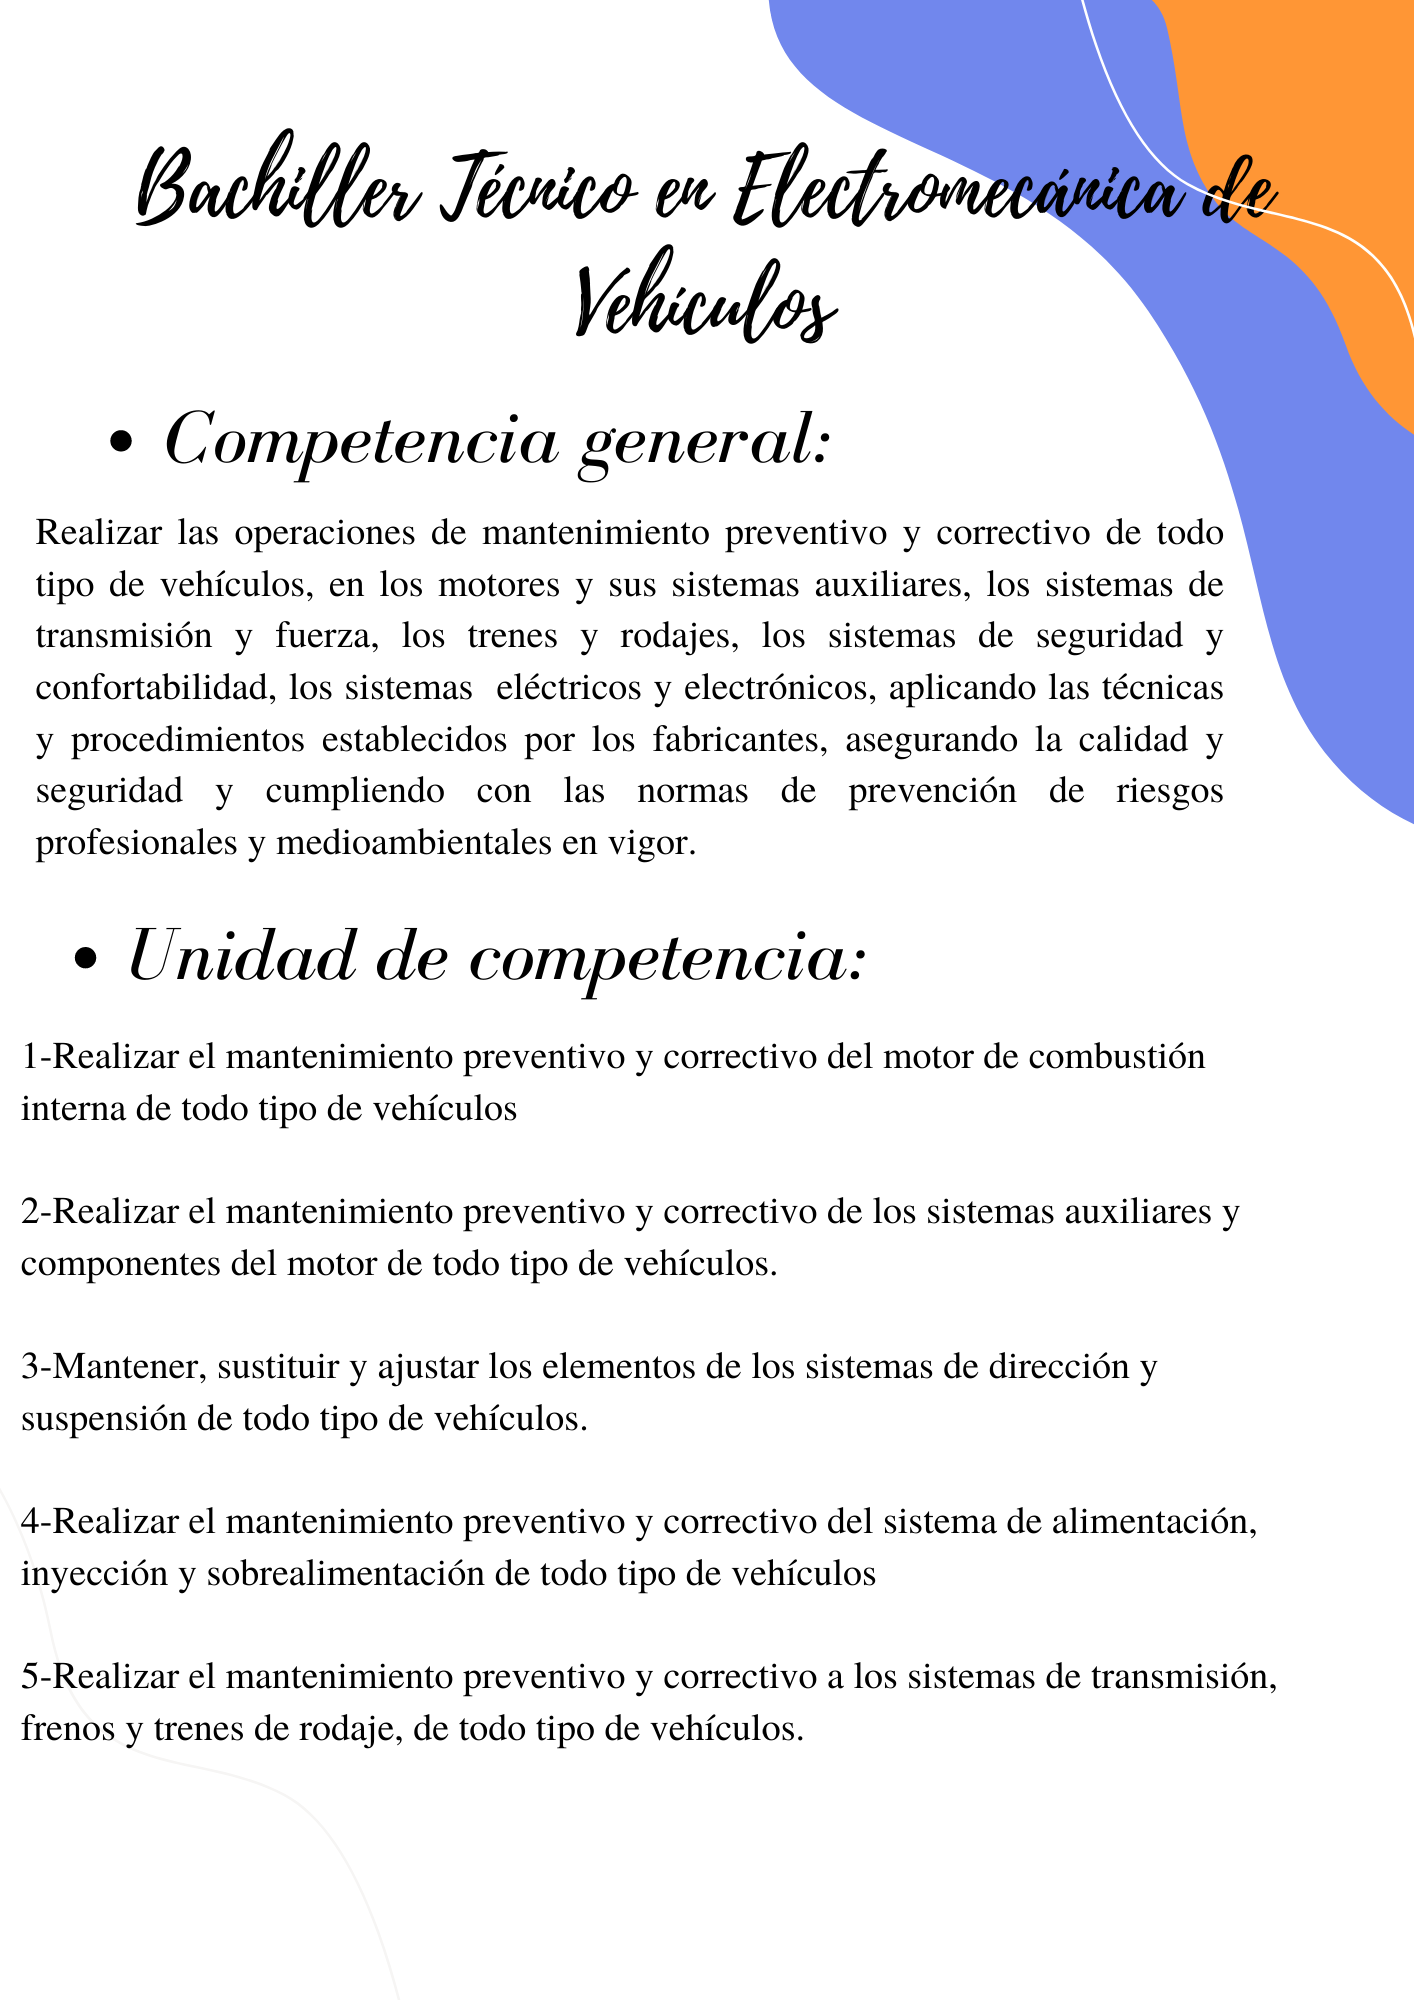 Bachiller Técnico en Electromecánica de
Vehículos
• Competencia general:
Realizar las operaciones de mantenimiento preventivo y correctivo de todo
tipo de vehículos, en los motores y sus sistemas auxiliares, los sistemas de
transmisión y fuerza, los trenes y rodajes, los sistemas de seguridad y
confortabilidad, los sistemas eléctricos y electrónicos, aplicando las técnicas
y procedimientos establecidos por los fabricantes, asegurando la calidad y
seguridad y cumpliendo con las normas de prevención de riesgos
profesionales y medioambientales en vigor.
• Unidad de competencia:
1-Realizar el mantenimiento preventivo y correctivo del motor de combustión
interna de todo tipo de vehículos
2-Realizar el mantenimiento preventivo y correctivo de los sistemas auxiliares y
componentes del motor de todo tipo de vehículos.
3-Mantener, sustituir y ajustar los elementos de los sistemas de dirección y
suspensión de todo tipo de vehículos.
4-Realizar el mantenimiento preventivo y correctivo del sistema de alimentación,
inyección y sobrealimentación de todo tipo de vehículos
5-Realizar el mantenimiento preventivo y correctivo a los sistemas de transmisión,
frenos y trenes de rodaje, de todo tipo de vehículos.